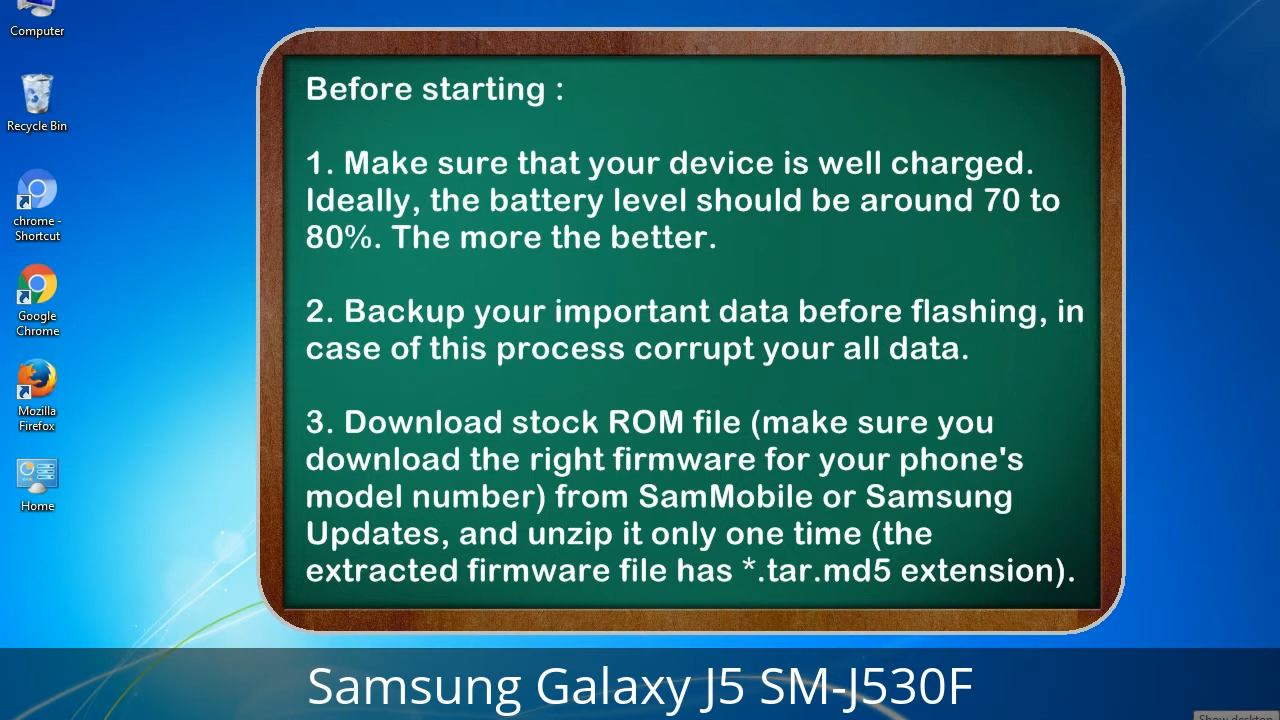 Computer
Recycle Bin
chrome -
Shortcut
Google
Chrome
Mozilla
Firefox
Home
Before starting :
1. Make sure that your device is well charged.
Ideally, the battery level should be around 70 to
80%. The more the better.
2. Backup your important data before flashing, in
case of this process corrupt your all data.
3. Download stock ROM file (make sure you
download the right firmware for your phone's
model number) from SamMobile or Samsung
Updates, and unzip it only one time (the
extracted firmware file has *.tar.md5 extension).
Samsung Galaxy J5 SM-J530F
Show desktop